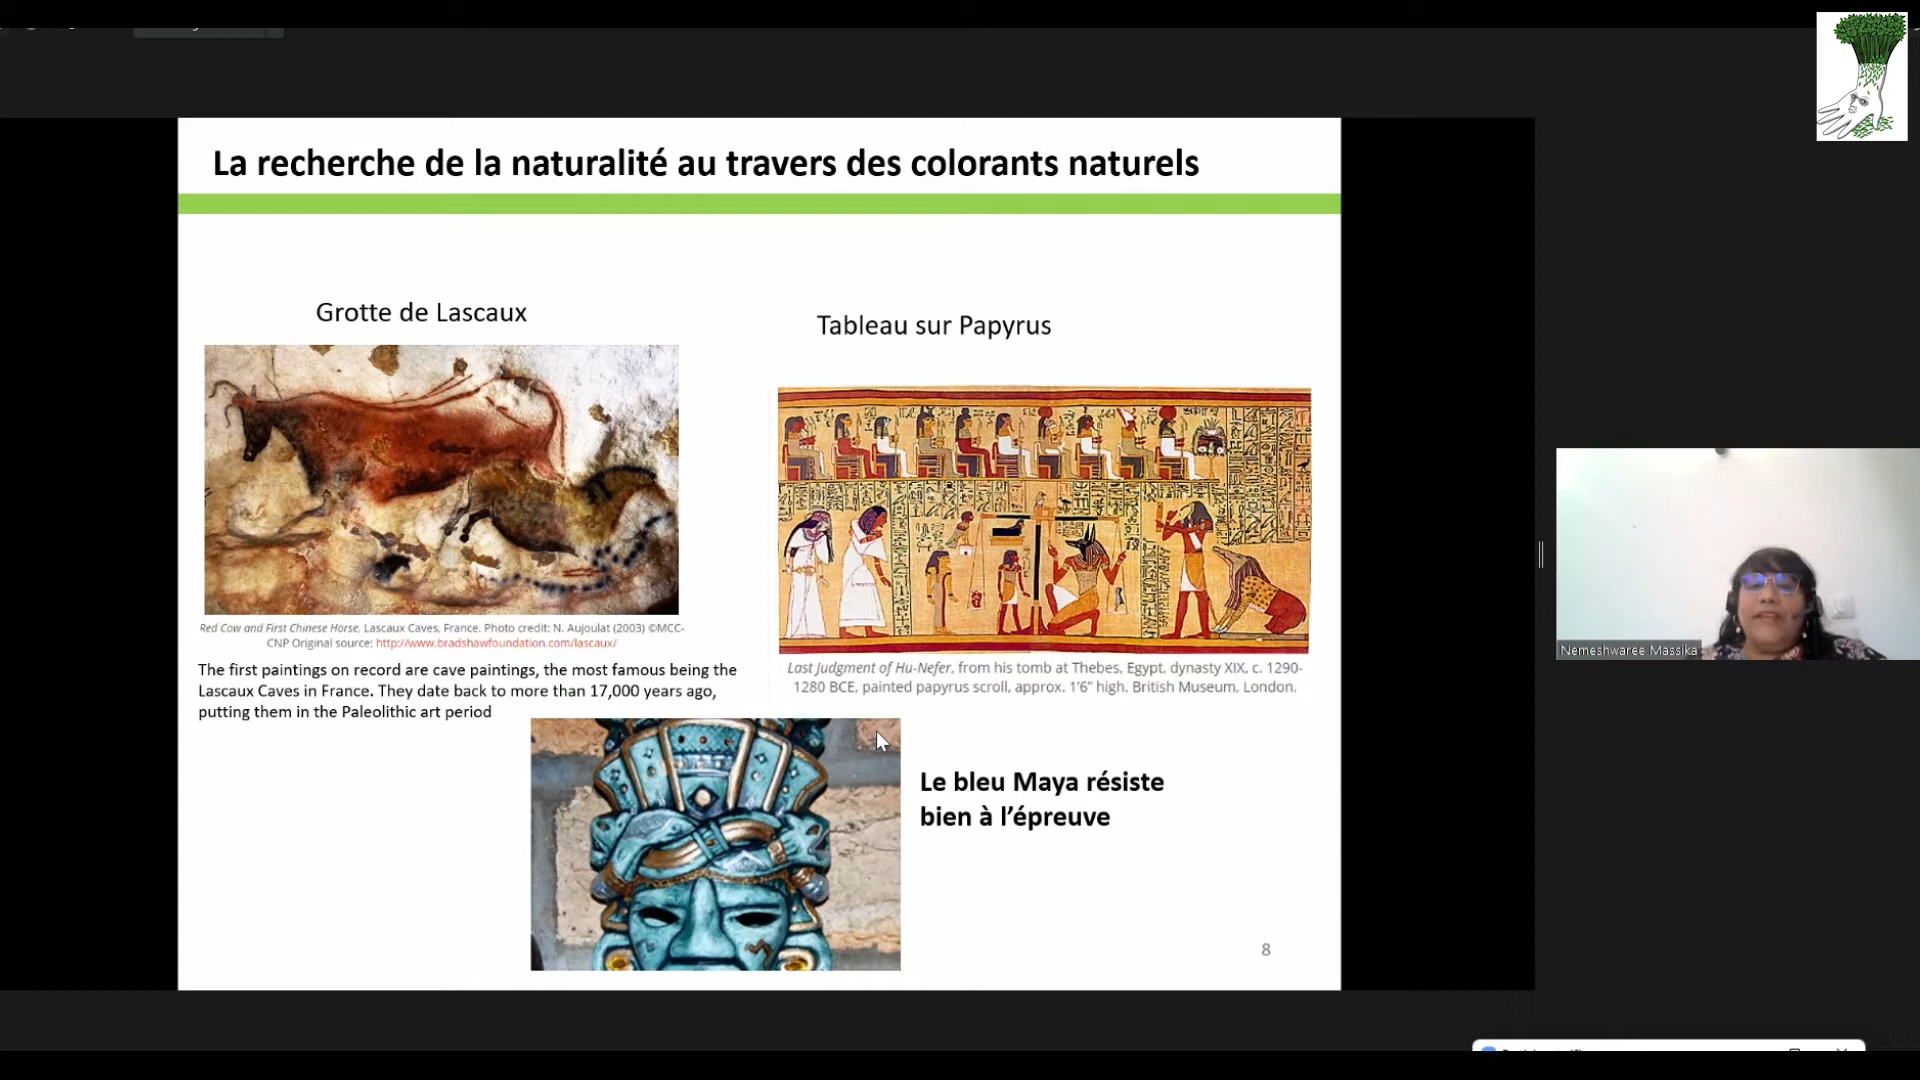 La recherche de la naturalité au travers des colorants naturels
Grotte de Lascaux
Tableau sur Papyrus
Red Cow and First Chinese Horse, Lascaux Caves, France. Photo credit: N. Aujoulat (2003) ©MCC-
CNP Original source: http://www.bradshawfoundation.com/lascaux/
The first paintings on record are cave paintings, the most famous being the
Lascaux Caves in France. They date back to more than 17,000 years ago,
putting them in the Paleolithic art period
Last Judgment of Hu-Nefer, from his tomb at Thebes, Egypt, dynasty XIX, c. 1290-
1280 BCE, painted papyrus scroll, approx. 1'6" high. British Museum, London.
Le bleu Maya résiste
bien à l'épreuve
8
Nemeshwaree Massika